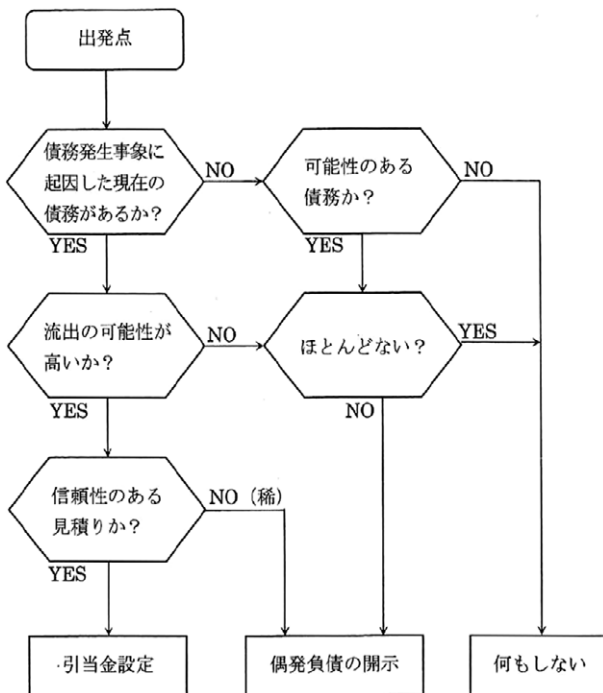 出発点
債務発生事象に
起因した現在の
債務があるか?
NO
可能性のある
債務か?
NO
YES
YES
流出の可能性が
高いか?
NO
ほとんどない?
YES
YES
NO
信頼性のある
見積りか?
NO(稀)
YES
引当金設定
偶発負債の開示
何もしない